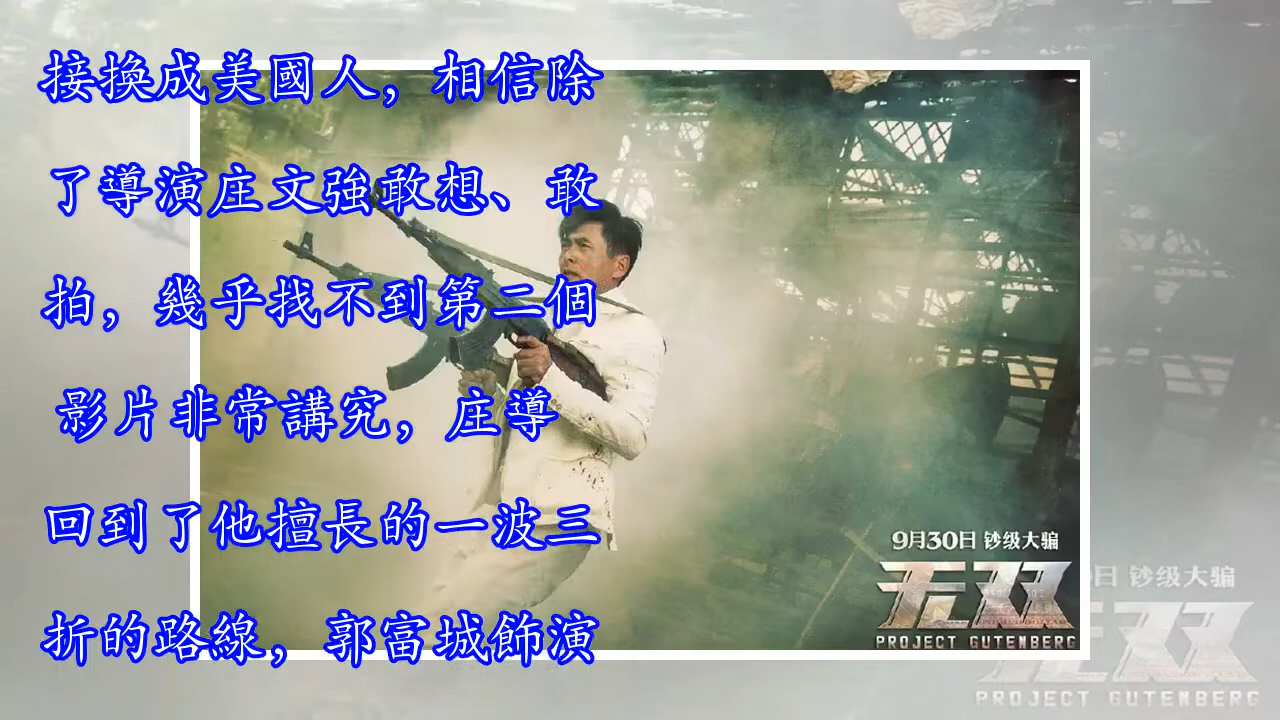 接換成美國人，相信除
了導演庄文強敢想、敢
拍，幾乎找不到第二個
影片非常講究，庄導
回到了他擅長的一波三
折的路線，郭富城飾演
9月30日 钞级大骗
无双
PROJECT GUTENBERG
日 钞级大骗
无双
PROJECT GUTENBERG